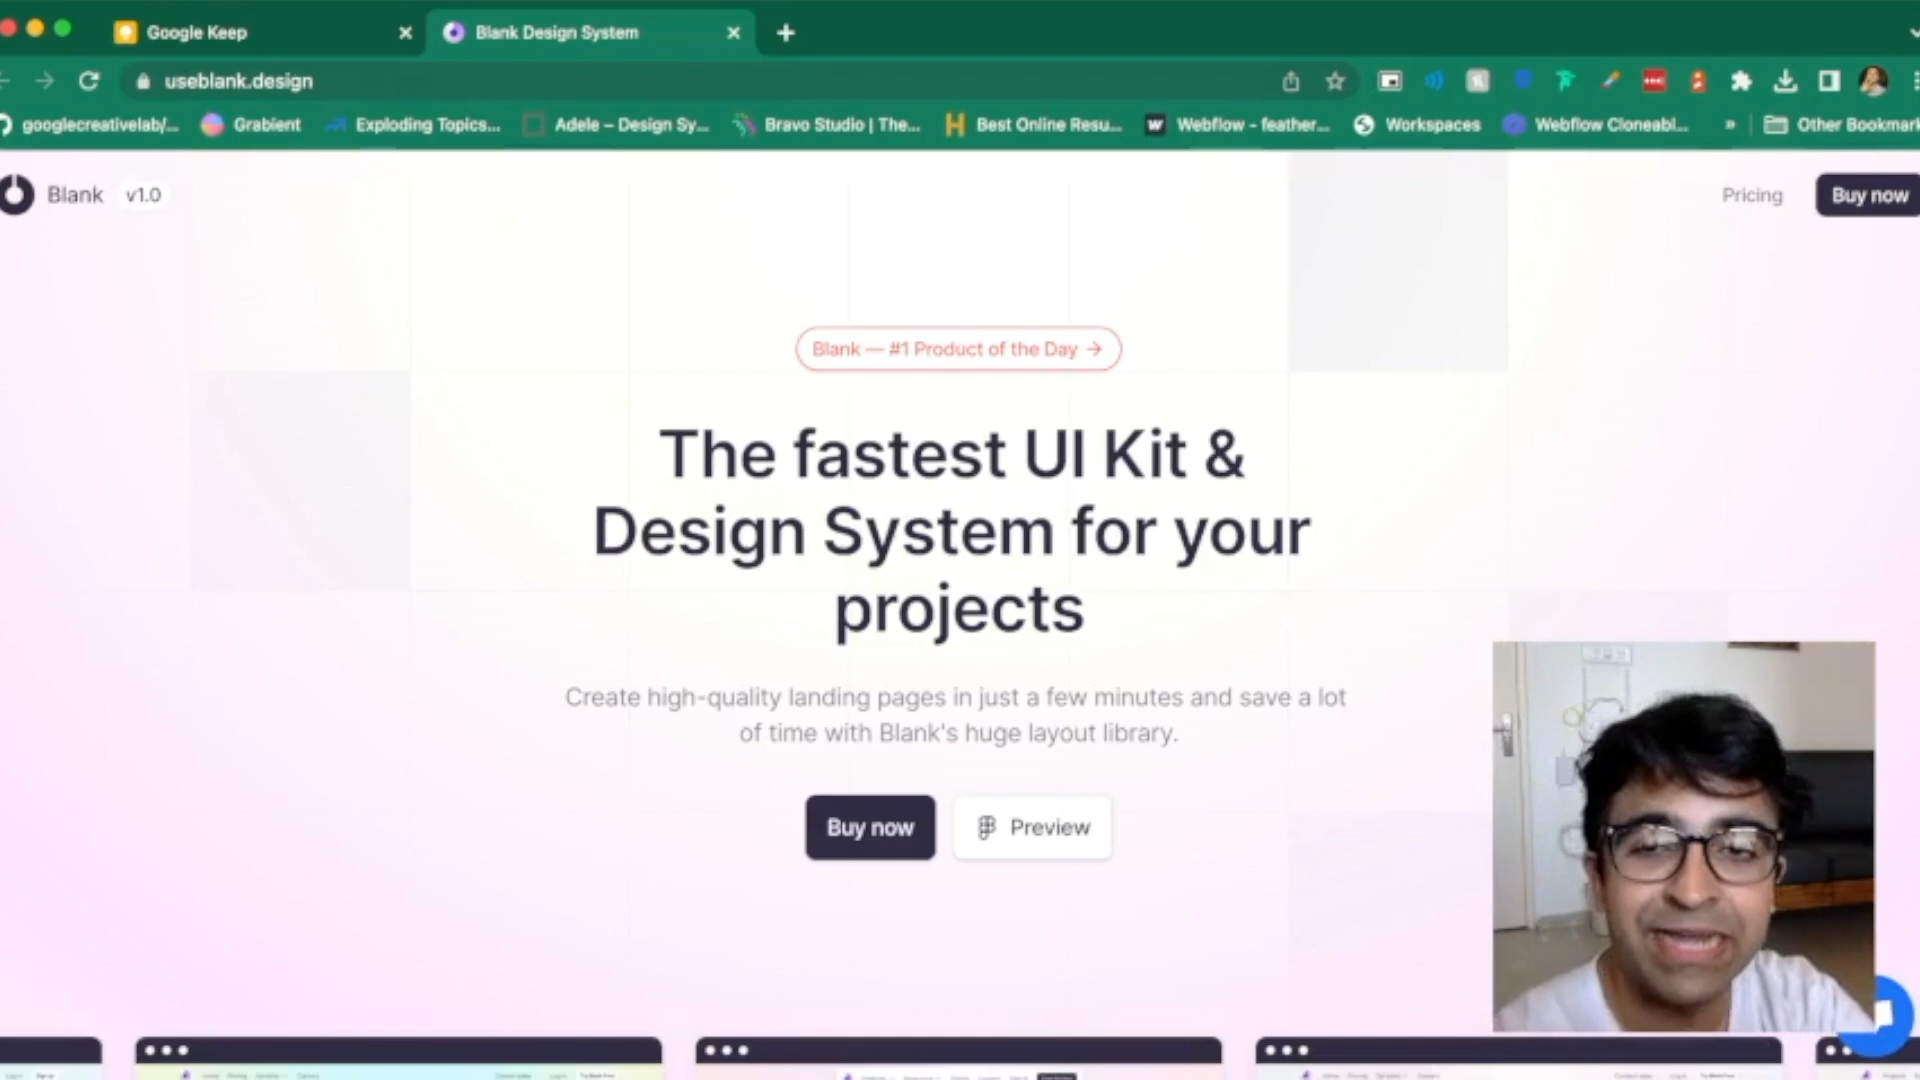 Google Keep
Blank Design System
useblank.design
googlecreativelab/...
Grabient
Exploding Topics...
Adele – Design Sy...
Bravo Studio | The...
Best Online Resu...
Webflow - feather...
Workspaces
Webflow Cloneabl...
»
Other Bookmark
Blank
v1.0
Pricing
Buy now
Blank — #1 Product of the Day →
The fastest UI Kit &
Design System for your
projects
Create high-quality landing pages in just a few minutes and save a lot
of time with Blank's huge layout library.
Buy now
Preview